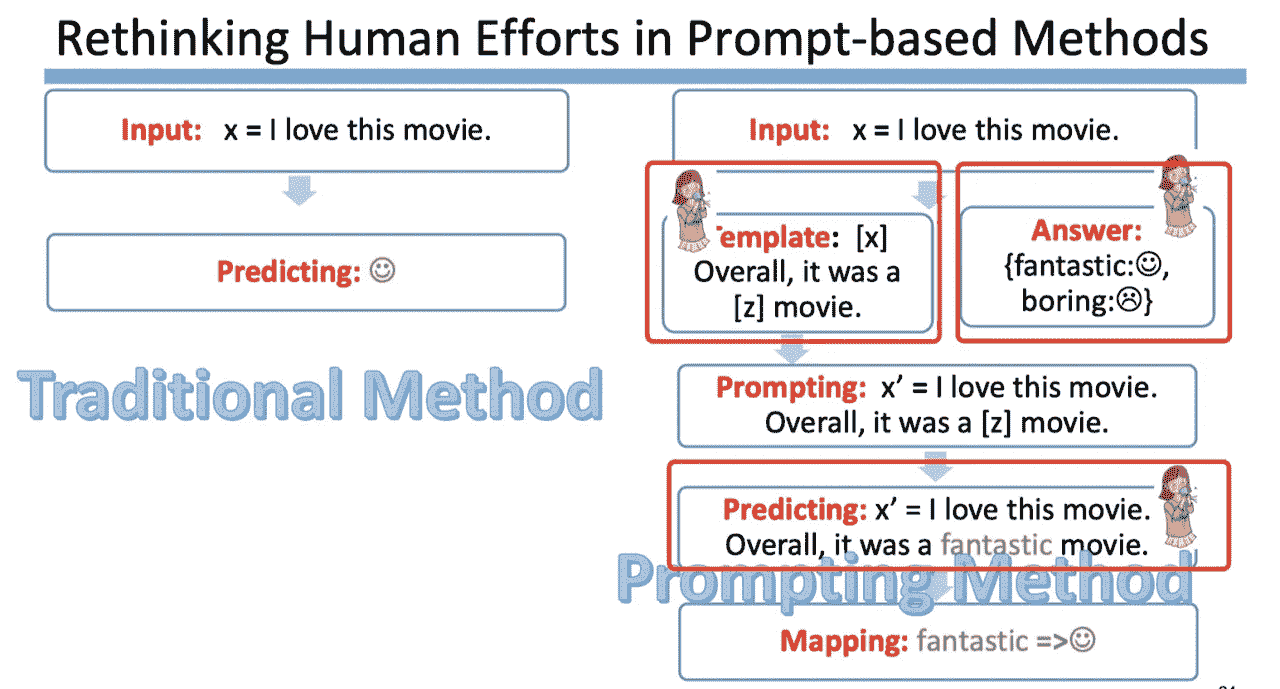 Rethinking Human Efforts in Prompt-based Methods
Input: x = I love this movie.
Predicting: ☺
Traditional Method
Input: x = I love this movie.
Template: [x]
Overall, it was a
[z] movie.
Answer:
{fantastic:☺,
boring:☹}
Prompting: x’ = I love this movie.
Overall, it was a [z] movie.
Predicting: x’ = I love this movie.
Overall, it was a fantastic movie.
Prompting Method
Mapping: fantastic =>☺